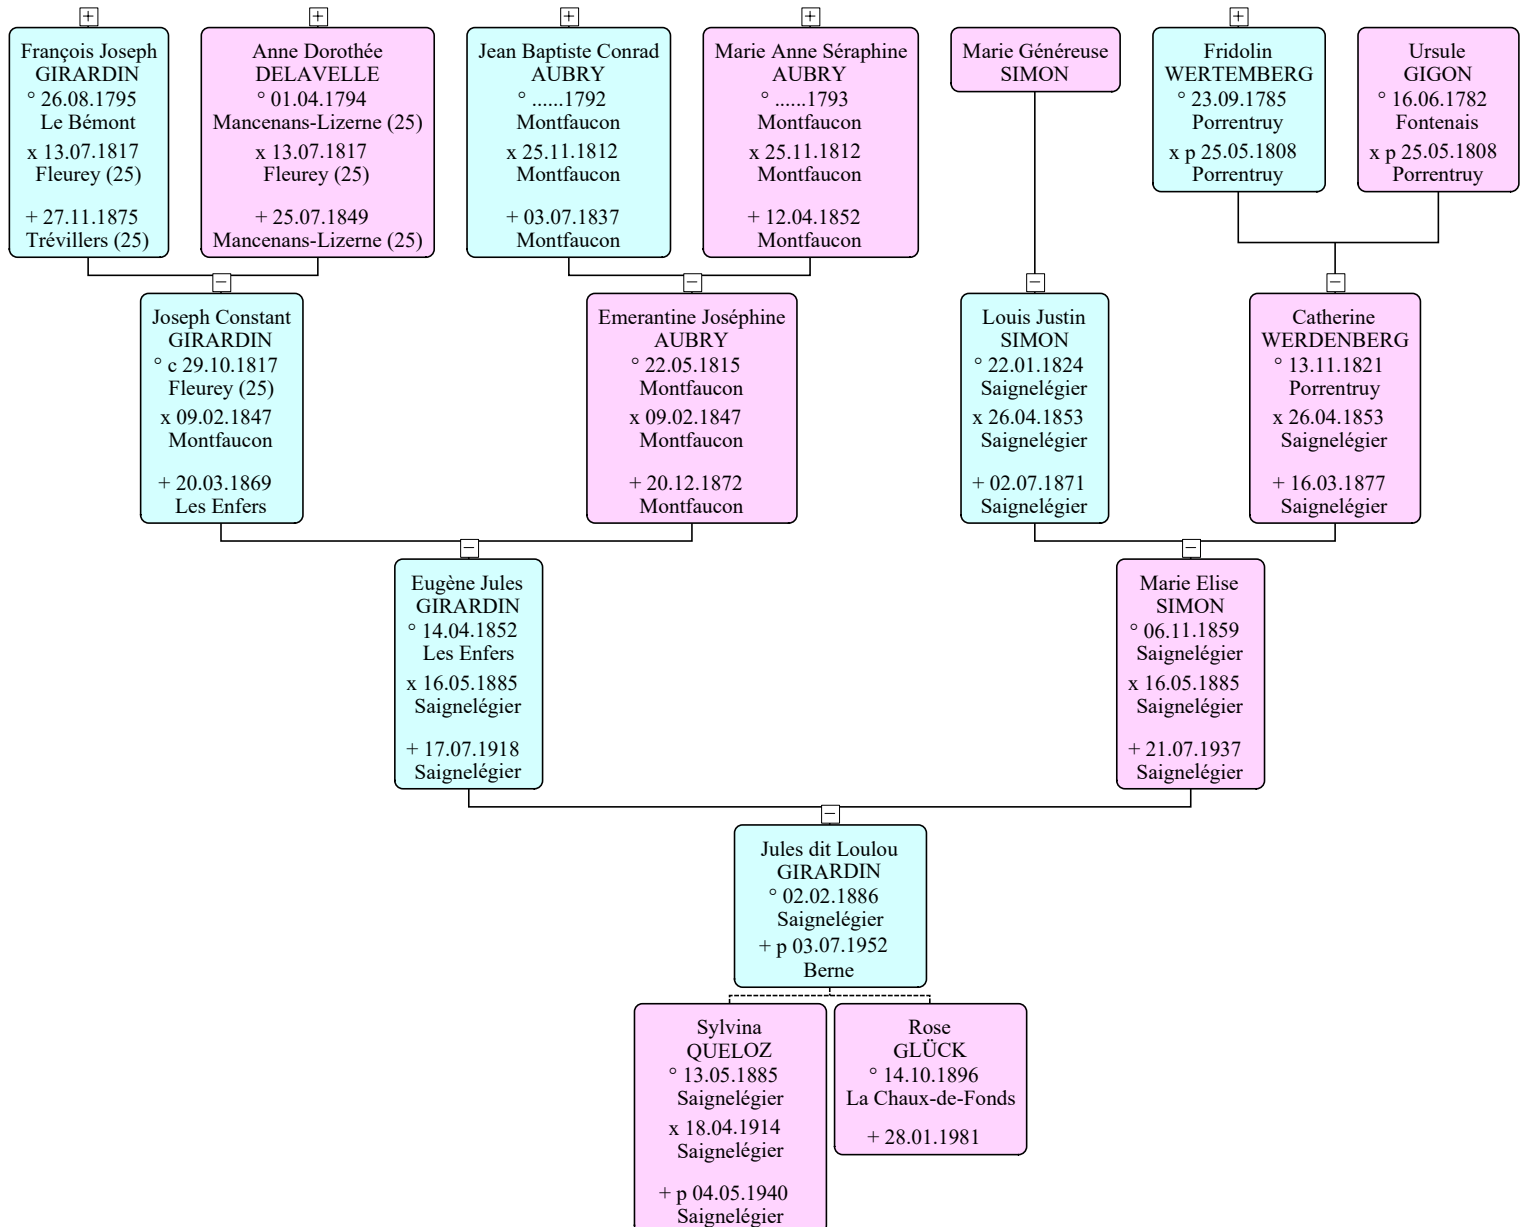 François Joseph
GIRARDIN
° 26.08.1795
Le Bémont
x 13.07.1817
Fleurey (25)
+ 27.11.1875
Trévillers (25)
Anne Dorothée
DELAVELLE
° 01.04.1794
Mancenans-Lizerne (25)
x 13.07.1817
Fleurey (25)
+ 25.07.1849
Mancenans-Lizerne (25)
Jean Baptiste Conrad
AUBRY
° ......1792
Montfaucon
x 25.11.1812
Montfaucon
+ 03.07.1837
Montfaucon
Marie Anne Séraphine
AUBRY
° ......1793
Montfaucon
x 25.11.1812
Montfaucon
+ 12.04.1852
Montfaucon
Marie Généreuse
SIMON
Fridolin
WERTEMBERG
° 23.09.1785
Porrentruy
x p 25.05.1808
Porrentruy
Ursule
GIGON
° 16.06.1782
Fontenais
x p 25.05.1808
Porrentruy
Joseph Constant
GIRARDIN
° c 29.10.1817
Fleurey (25)
x 09.02.1847
Montfaucon
+ 20.03.1869
Les Enfers
Emerantine Joséphine
AUBRY
° 22.05.1815
Montfaucon
x 09.02.1847
Montfaucon
+ 20.12.1872
Montfaucon
Louis Justin
SIMON
° 22.01.1824
Saignelégier
x 26.04.1853
Saignelégier
+ 02.07.1871
Saignelégier
Catherine
WERDENBERG
° 13.11.1821
Porrentruy
x 26.04.1853
Saignelégier
+ 16.03.1877
Saignelégier
Eugène Jules
GIRARDIN
° 14.04.1852
Les Enfers
x 16.05.1885
Saignelégier
+ 17.07.1918
Saignelégier
Marie Elise
SIMON
° 06.11.1859
Saignelégier
x 16.05.1885
Saignelégier
+ 21.07.1937
Saignelégier
Jules dit Loulou
GIRARDIN
° 02.02.1886
Saignelégier
+ p 03.07.1952
Berne
Sylvina
QUELOZ
° 13.05.1885
Saignelégier
x 18.04.1914
Saignelégier
+ p 04.05.1940
Saignelégier
Rose
GLÜCK
° 14.10.1896
La Chaux-de-Fonds
+ 28.01.1981